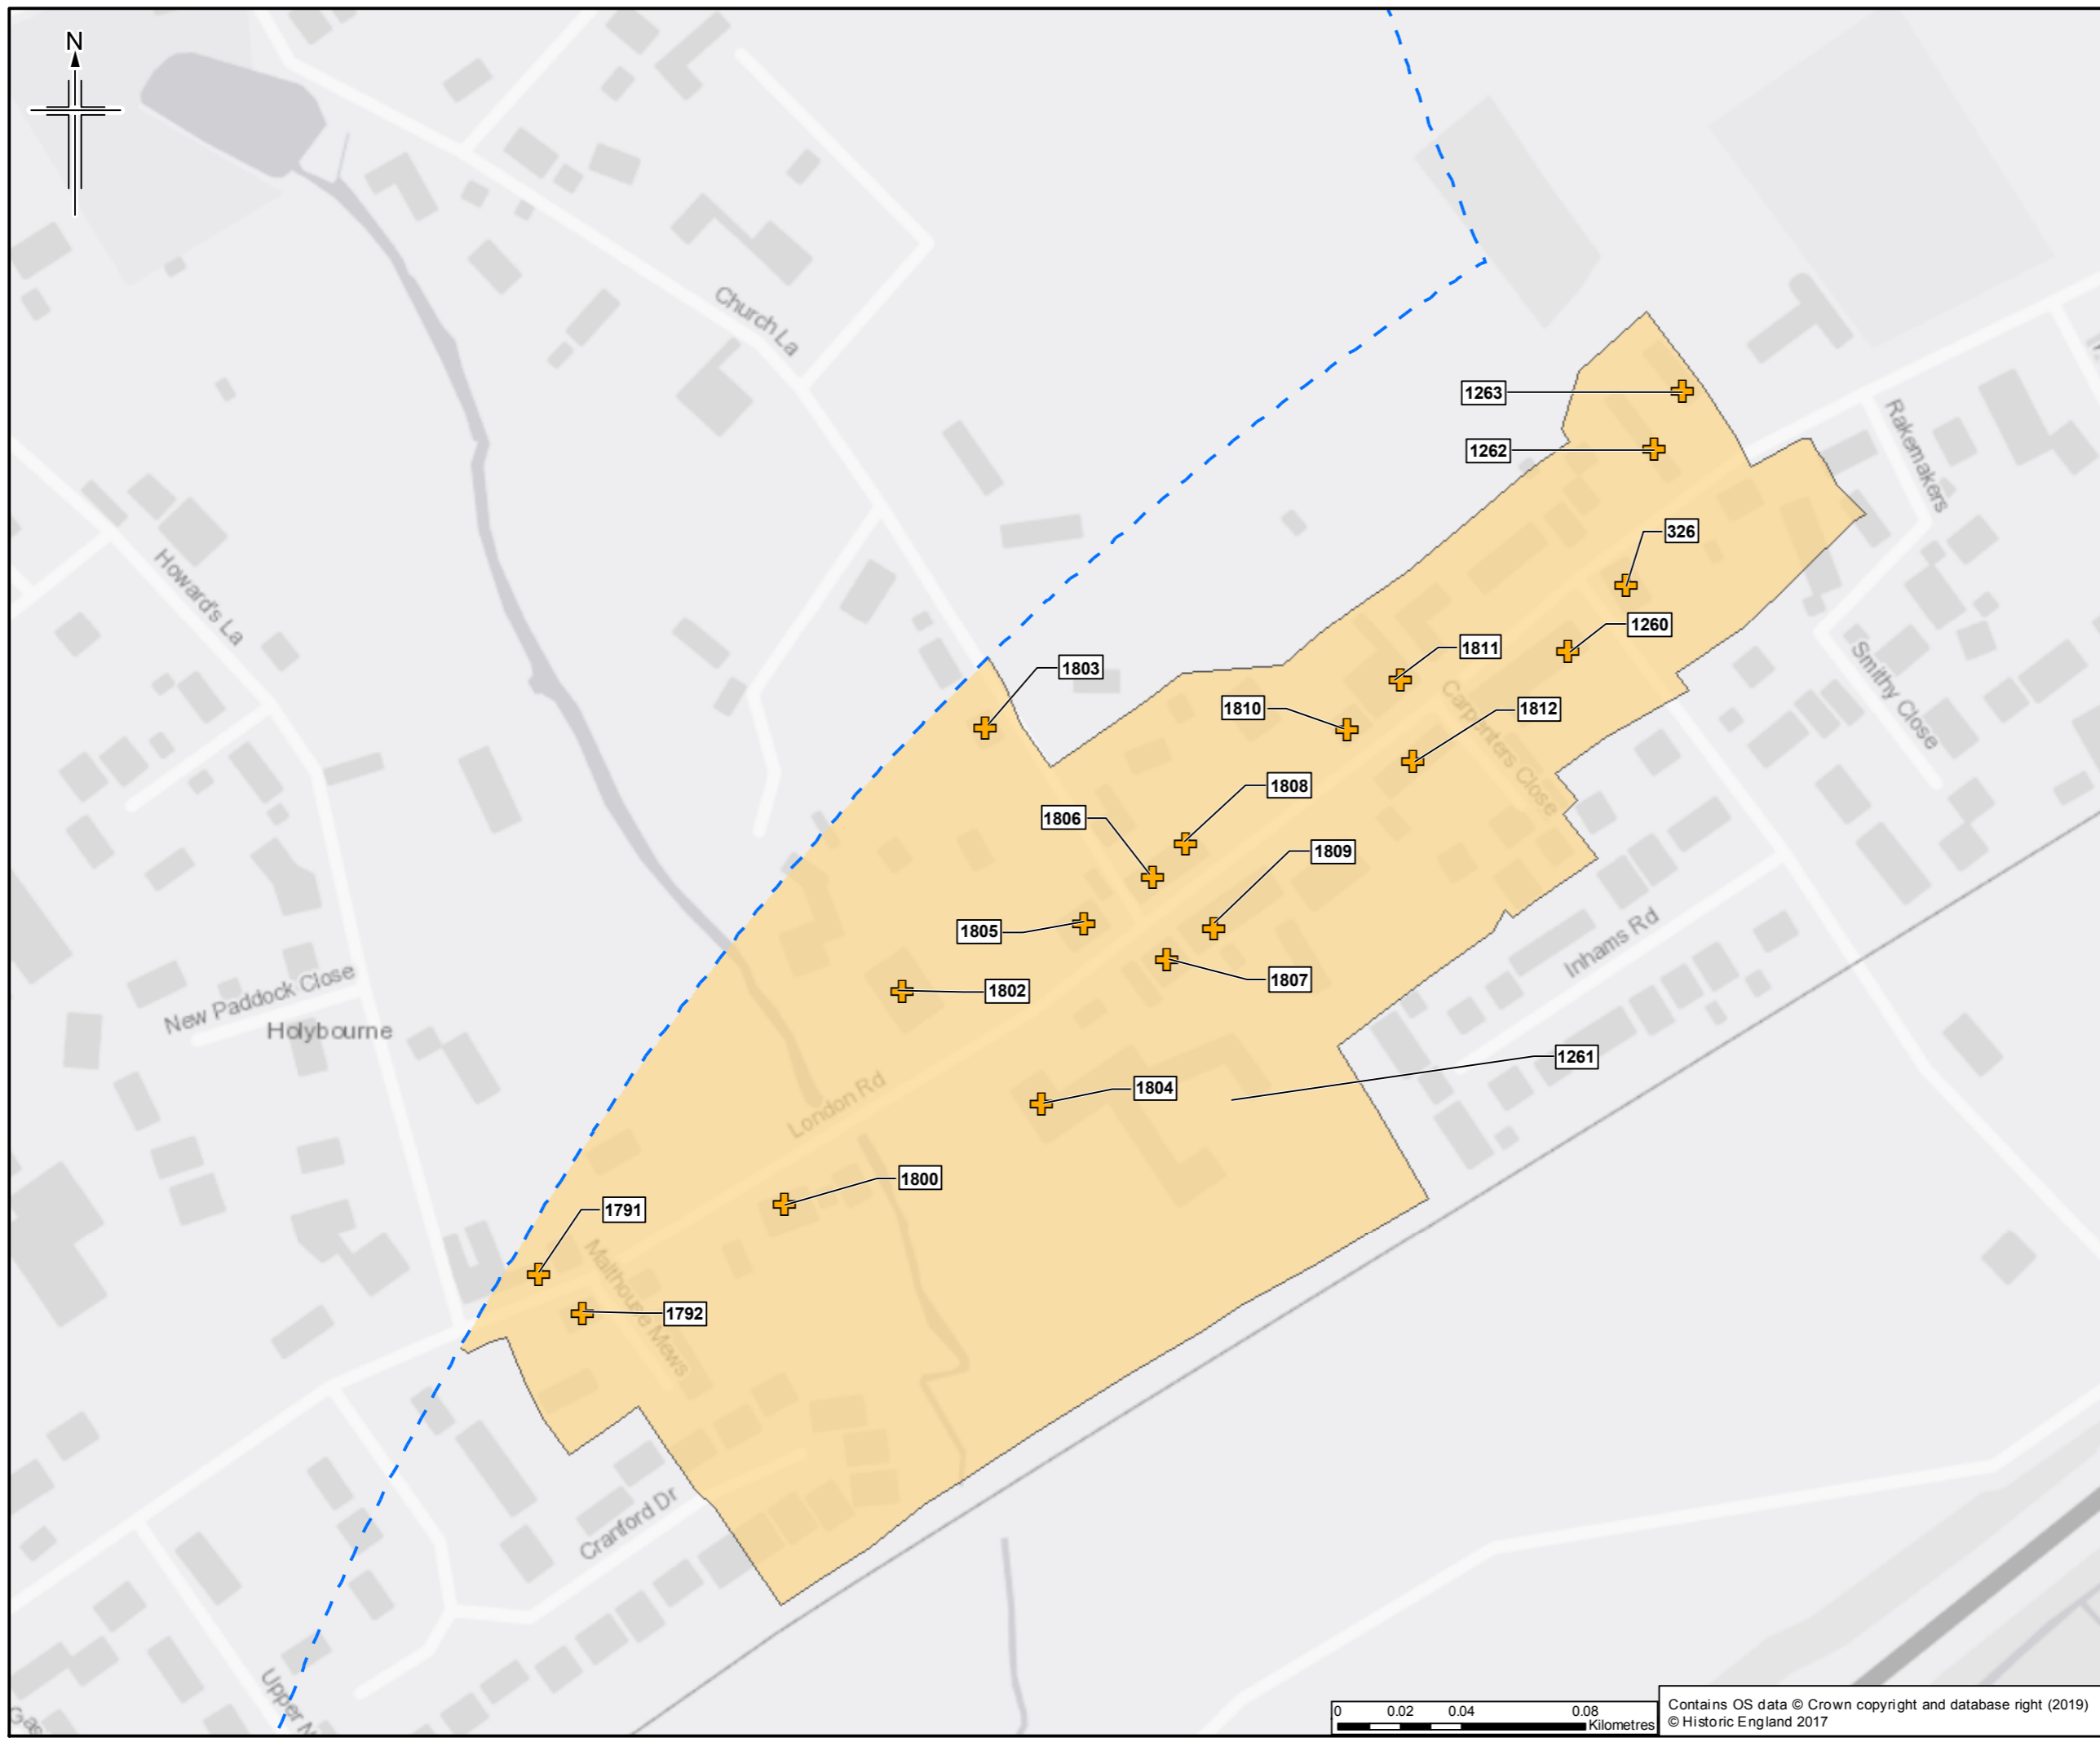 N
Church La
1263
1262
Rakemakers
326
Howard's La
1260
1811
1803
Smithy Close
1810
1812
Carpenters Close
1808
1806
1809
1805
Inhams Rd
1807
1802
New Paddock Close
Holybourne
1261
1804
London Rd
1800
1791
Malthouse Mews
1792
Cranford Dr
Upper
0 0.02 0.04 0.08
Kilometres
Contains OS data © Crown copyright and database right (2019)
© Historic England 2017